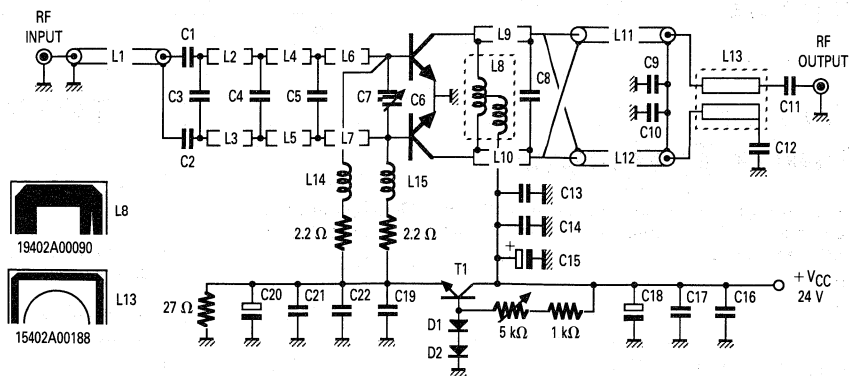 RF
INPUT
L1
C1
L2
L4
L6
C3
C4
C5
C7
C6
C2
L3
L5
L7
L9
L8
C8
L10
L11
C9
C10
L12
L13
C11
RF
OUTPUT
C12
L14
L15
2.2 Ω
2.2 Ω
C13
C14
+
C15
L8
19402A00090
L13
15402A00188
27 Ω
C20
C21
C22
C19
T1
D1
D2
5 kΩ
1 kΩ
C18
C17
C16
+ VCC
24 V